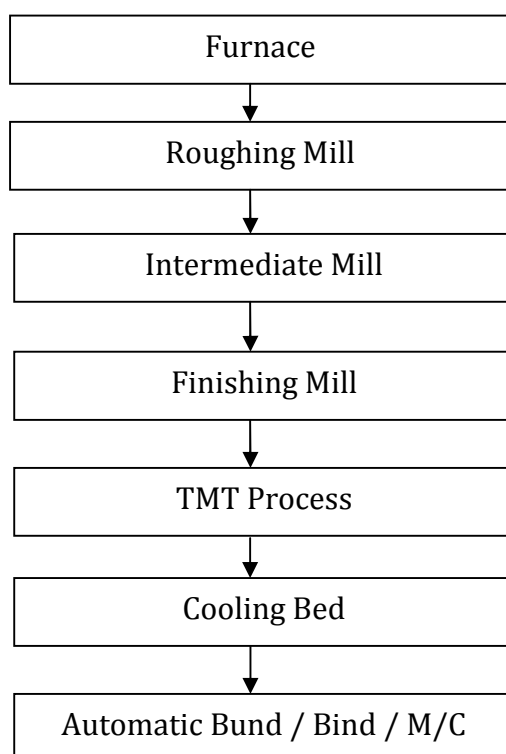 Furnace
Roughing Mill
Intermediate Mill
Finishing Mill
TMT Process
Cooling Bed
Automatic Bund / Bind / M/C